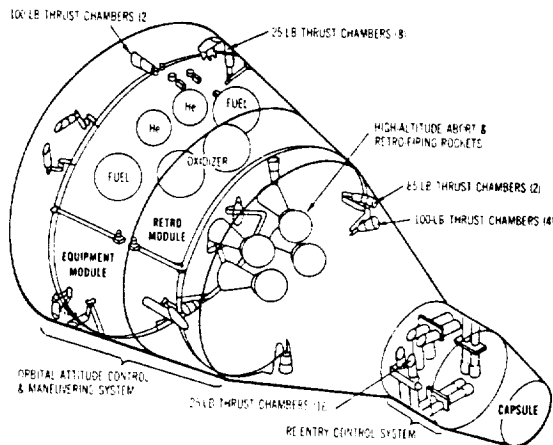 100-LB THRUST CHAMBERS (2
25-LB THRUST CHAMBERS (8)
He
He
FUEL
OXIDIZER
FUEL
HIGH-ALTITUDE ABORT &
RETRO-FIRING ROCKETS
85-LB THRUST CHAMBERS (2)
100-LB THRUST CHAMBERS (4)
RETRO
MODULE
EQUIPMENT
MODULE
ORBITAL ATTITUDE CONTROL
& MANEUVERING SYSTEM
25-LB THRUST CHAMBERS
RE-ENTRY CONTROL SYSTEM
CAPSULE